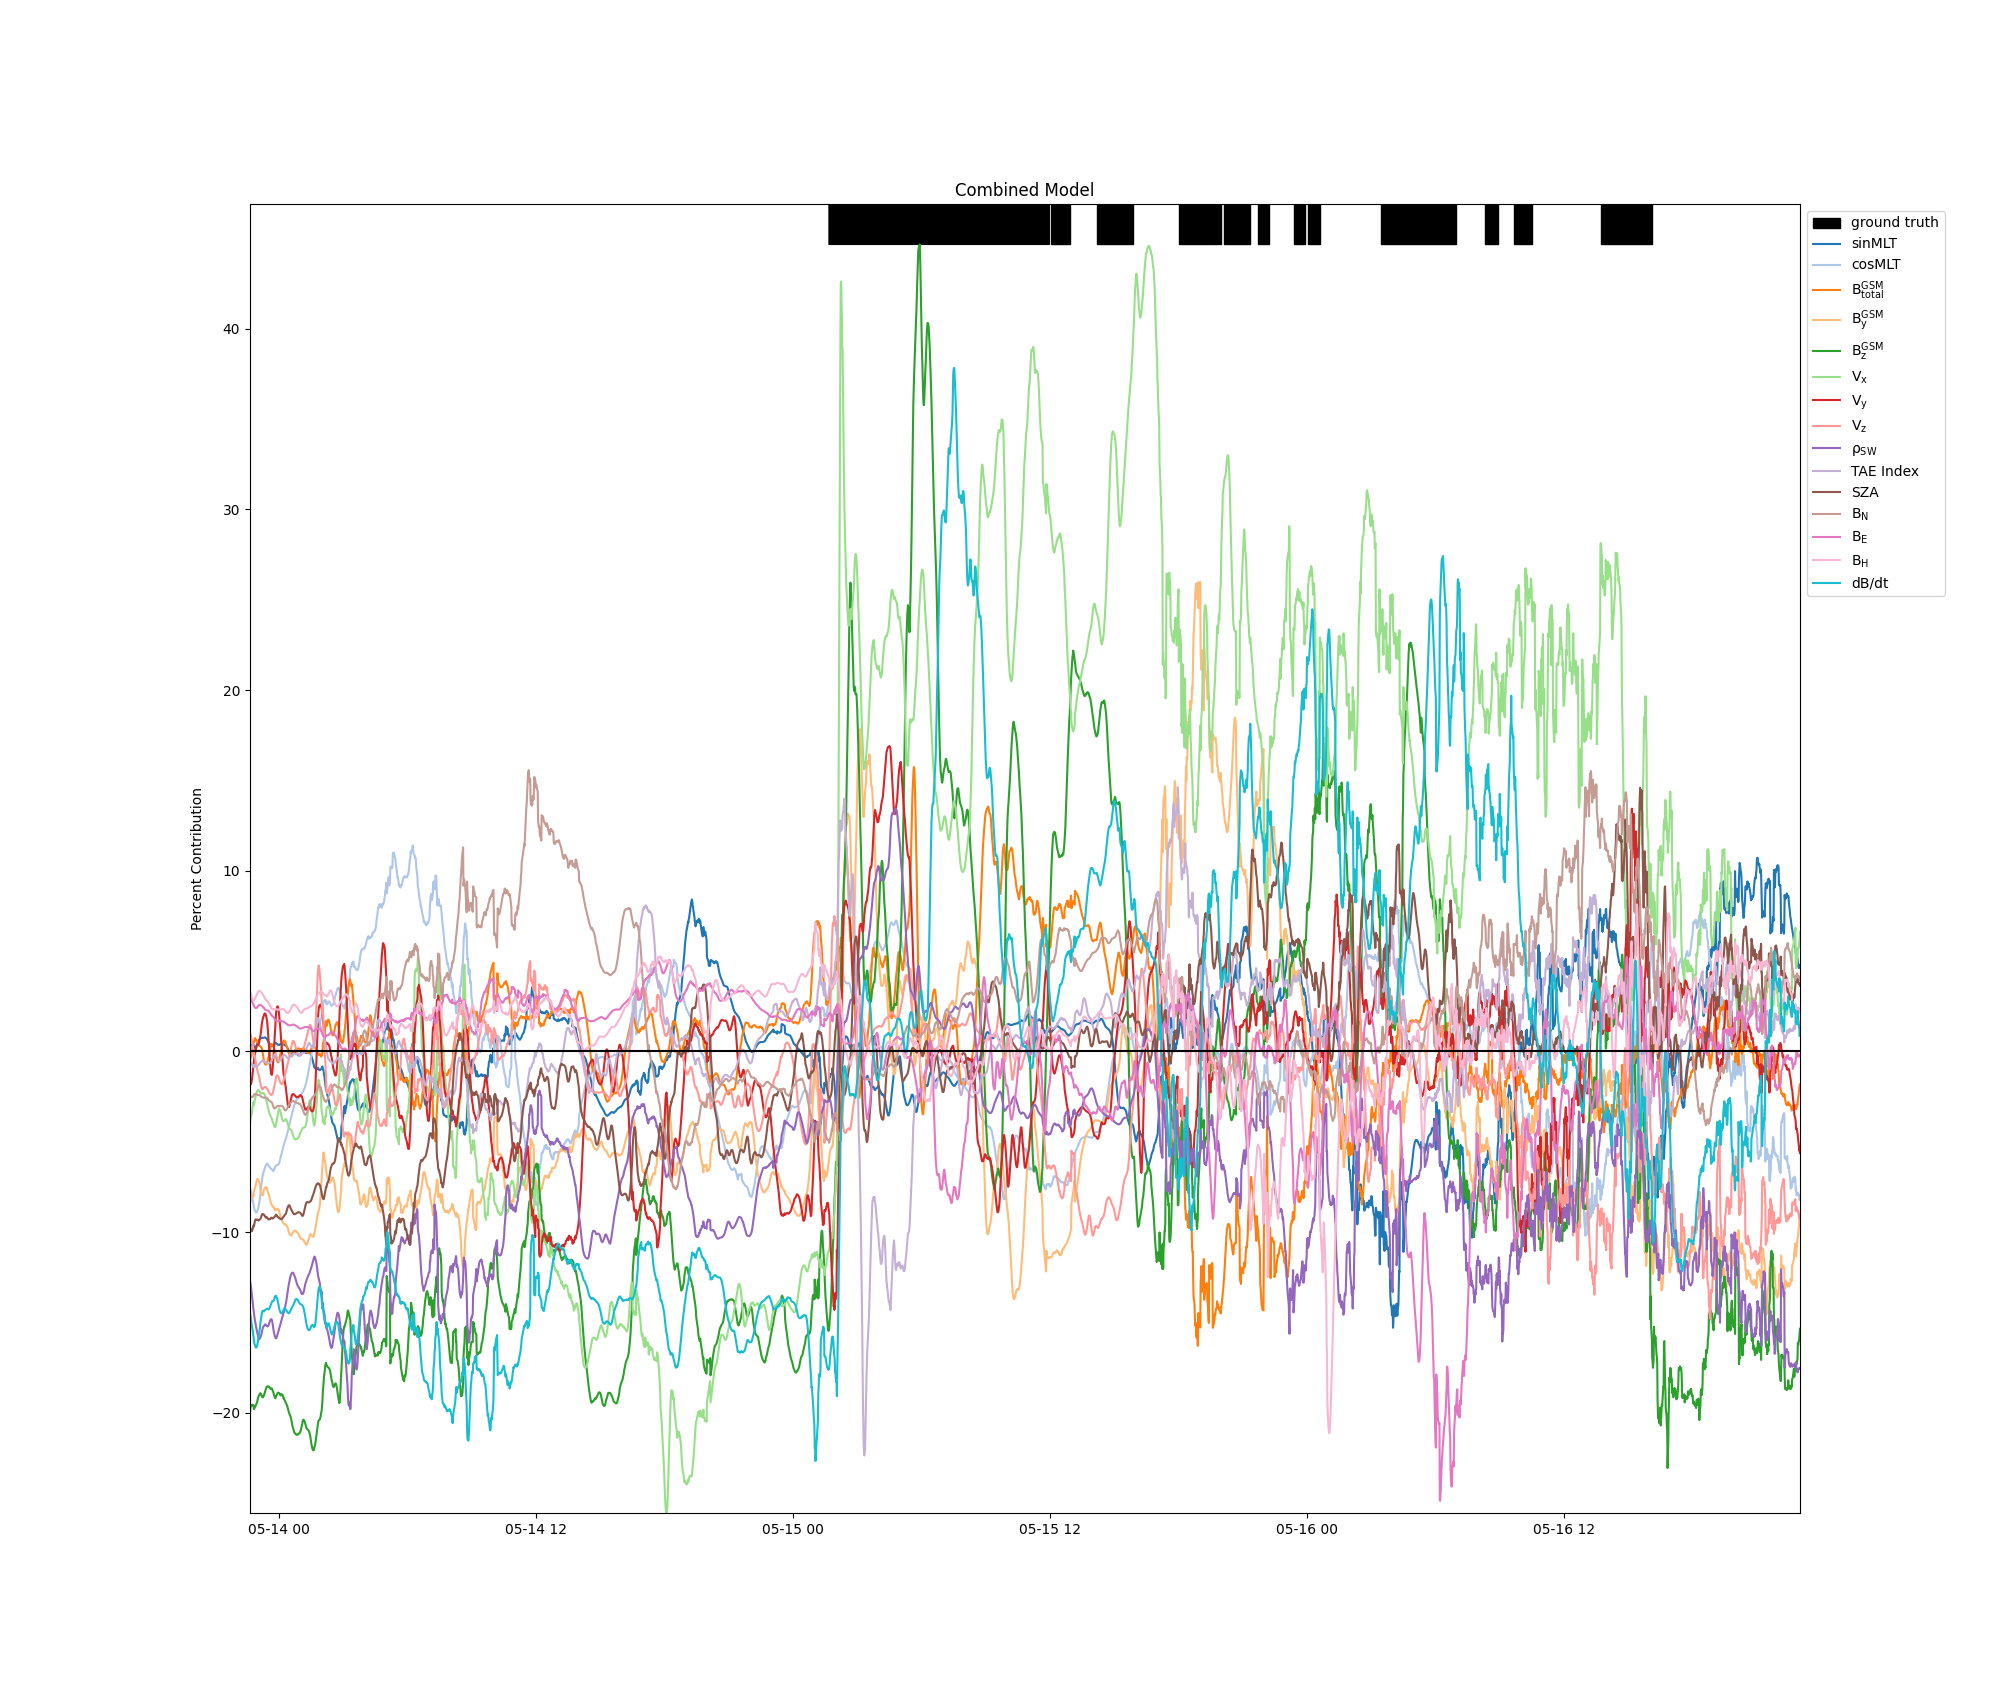 Combined Model
Percent Contribution
40
30
20
10
0
−10
−20
05-14 00
05-14 12
05-15 00
05-15 12
05-16 00
05-16 12
ground truth
sinMLT
cosMLT
B_total^GSM
B_y^GSM
B_z^GSM
V_x
V_y
V_z
ρ_SW
TAE Index
SZA
B_N
B_E
B_H
dB/dt